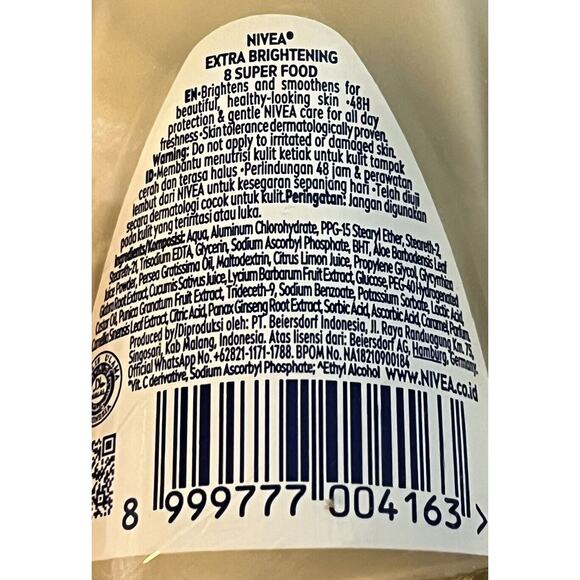 NIVEA®
EXTRA BRIGHTENING
8 SUPER FOOD
EN•Brightens and smoothens for
beautiful, healthy-looking skin •48H
protection & gentle NIVEA care for all day
freshness •Skin tolerance dermatologically proven.
Warning: Do not apply to irritated or damaged skin.
ID•Membantu menutrisi kulit ketiak untuk kulit tampak
cerah dan terasa halus •Perlindungan 48 jam & perawatan
lembut dari NIVEA untuk kesegaran sepanjang hari •Telah diuji
secara dermatologi cocok untuk kulit.Peringatan: Jangan digunakan
pada kulit yang teriritasi atau luka.
Ingredients/Komposisi: Aqua, Aluminum Chlorohydrate, PPG-15 Stearyl Ether, Steareth-2,
Steareth-21, Trisodium EDTA, Glycerin, Sodium Ascorbyl Phosphate, BHT, Aloe Barbadensis Leaf
Juice Powder, Persea Gratissima Oil, Maltodextrin, Citrus Limon Juice, Propylene Glycol, Glycyrrhiza
Glabra Root Extract, Cucumis Sativus Juice, Lycium Barbarum Fruit Extract, Glucose, PEG-40 Hydrogenated
Castor Oil, Punica Granatum Fruit Extract, Trideceth-9, Sodium Benzoate, Potassium Sorbate, Lactic Acid,
Camellia Sinensis Leaf Extract, Citric Acid, Panax Ginseng Root Extract, Sorbic Acid, Ascorbic Acid, Caramel, Parfum.
Produced by/Diproduksi oleh: PT. Beiersdorf Indonesia, Jl. Raya Randuagung Km. 75,
Singosari, Kab Malang, Indonesia. Atas lisensi dari: Beiersdorf AG, Hamburg, Germany.
Official WhatsApp No. +62821-1171-1788. BPOM No. NA18210900184
*Vit. C derivative, Sodium Ascorbyl Phosphate; ^Ethyl Alcohol www.NIVEA.co.id
8 999777 004163 >